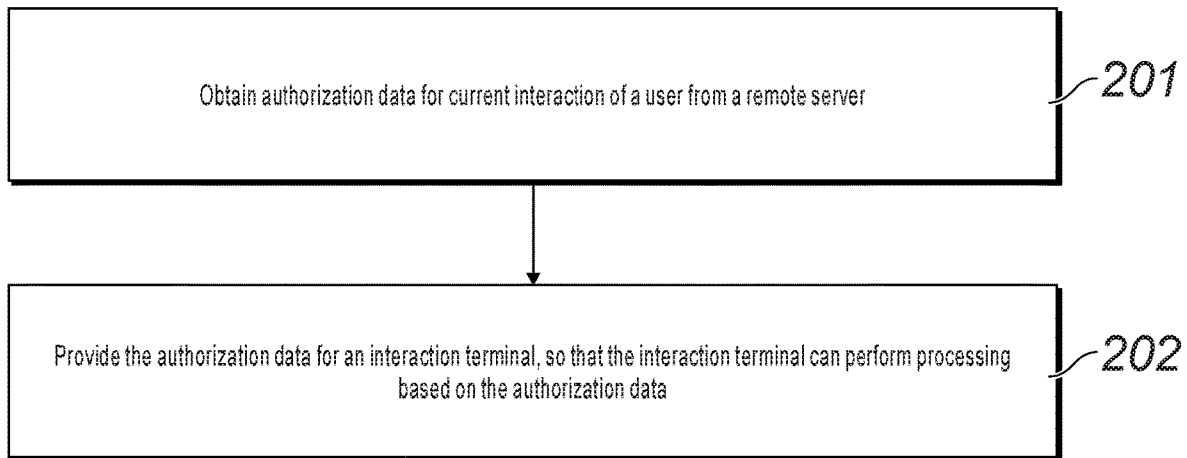 Obtain authorization data for current interaction of a user from a remote server
201
Provide the authorization data for an interaction terminal, so that the interaction terminal can perform processing
based on the authorization data
202